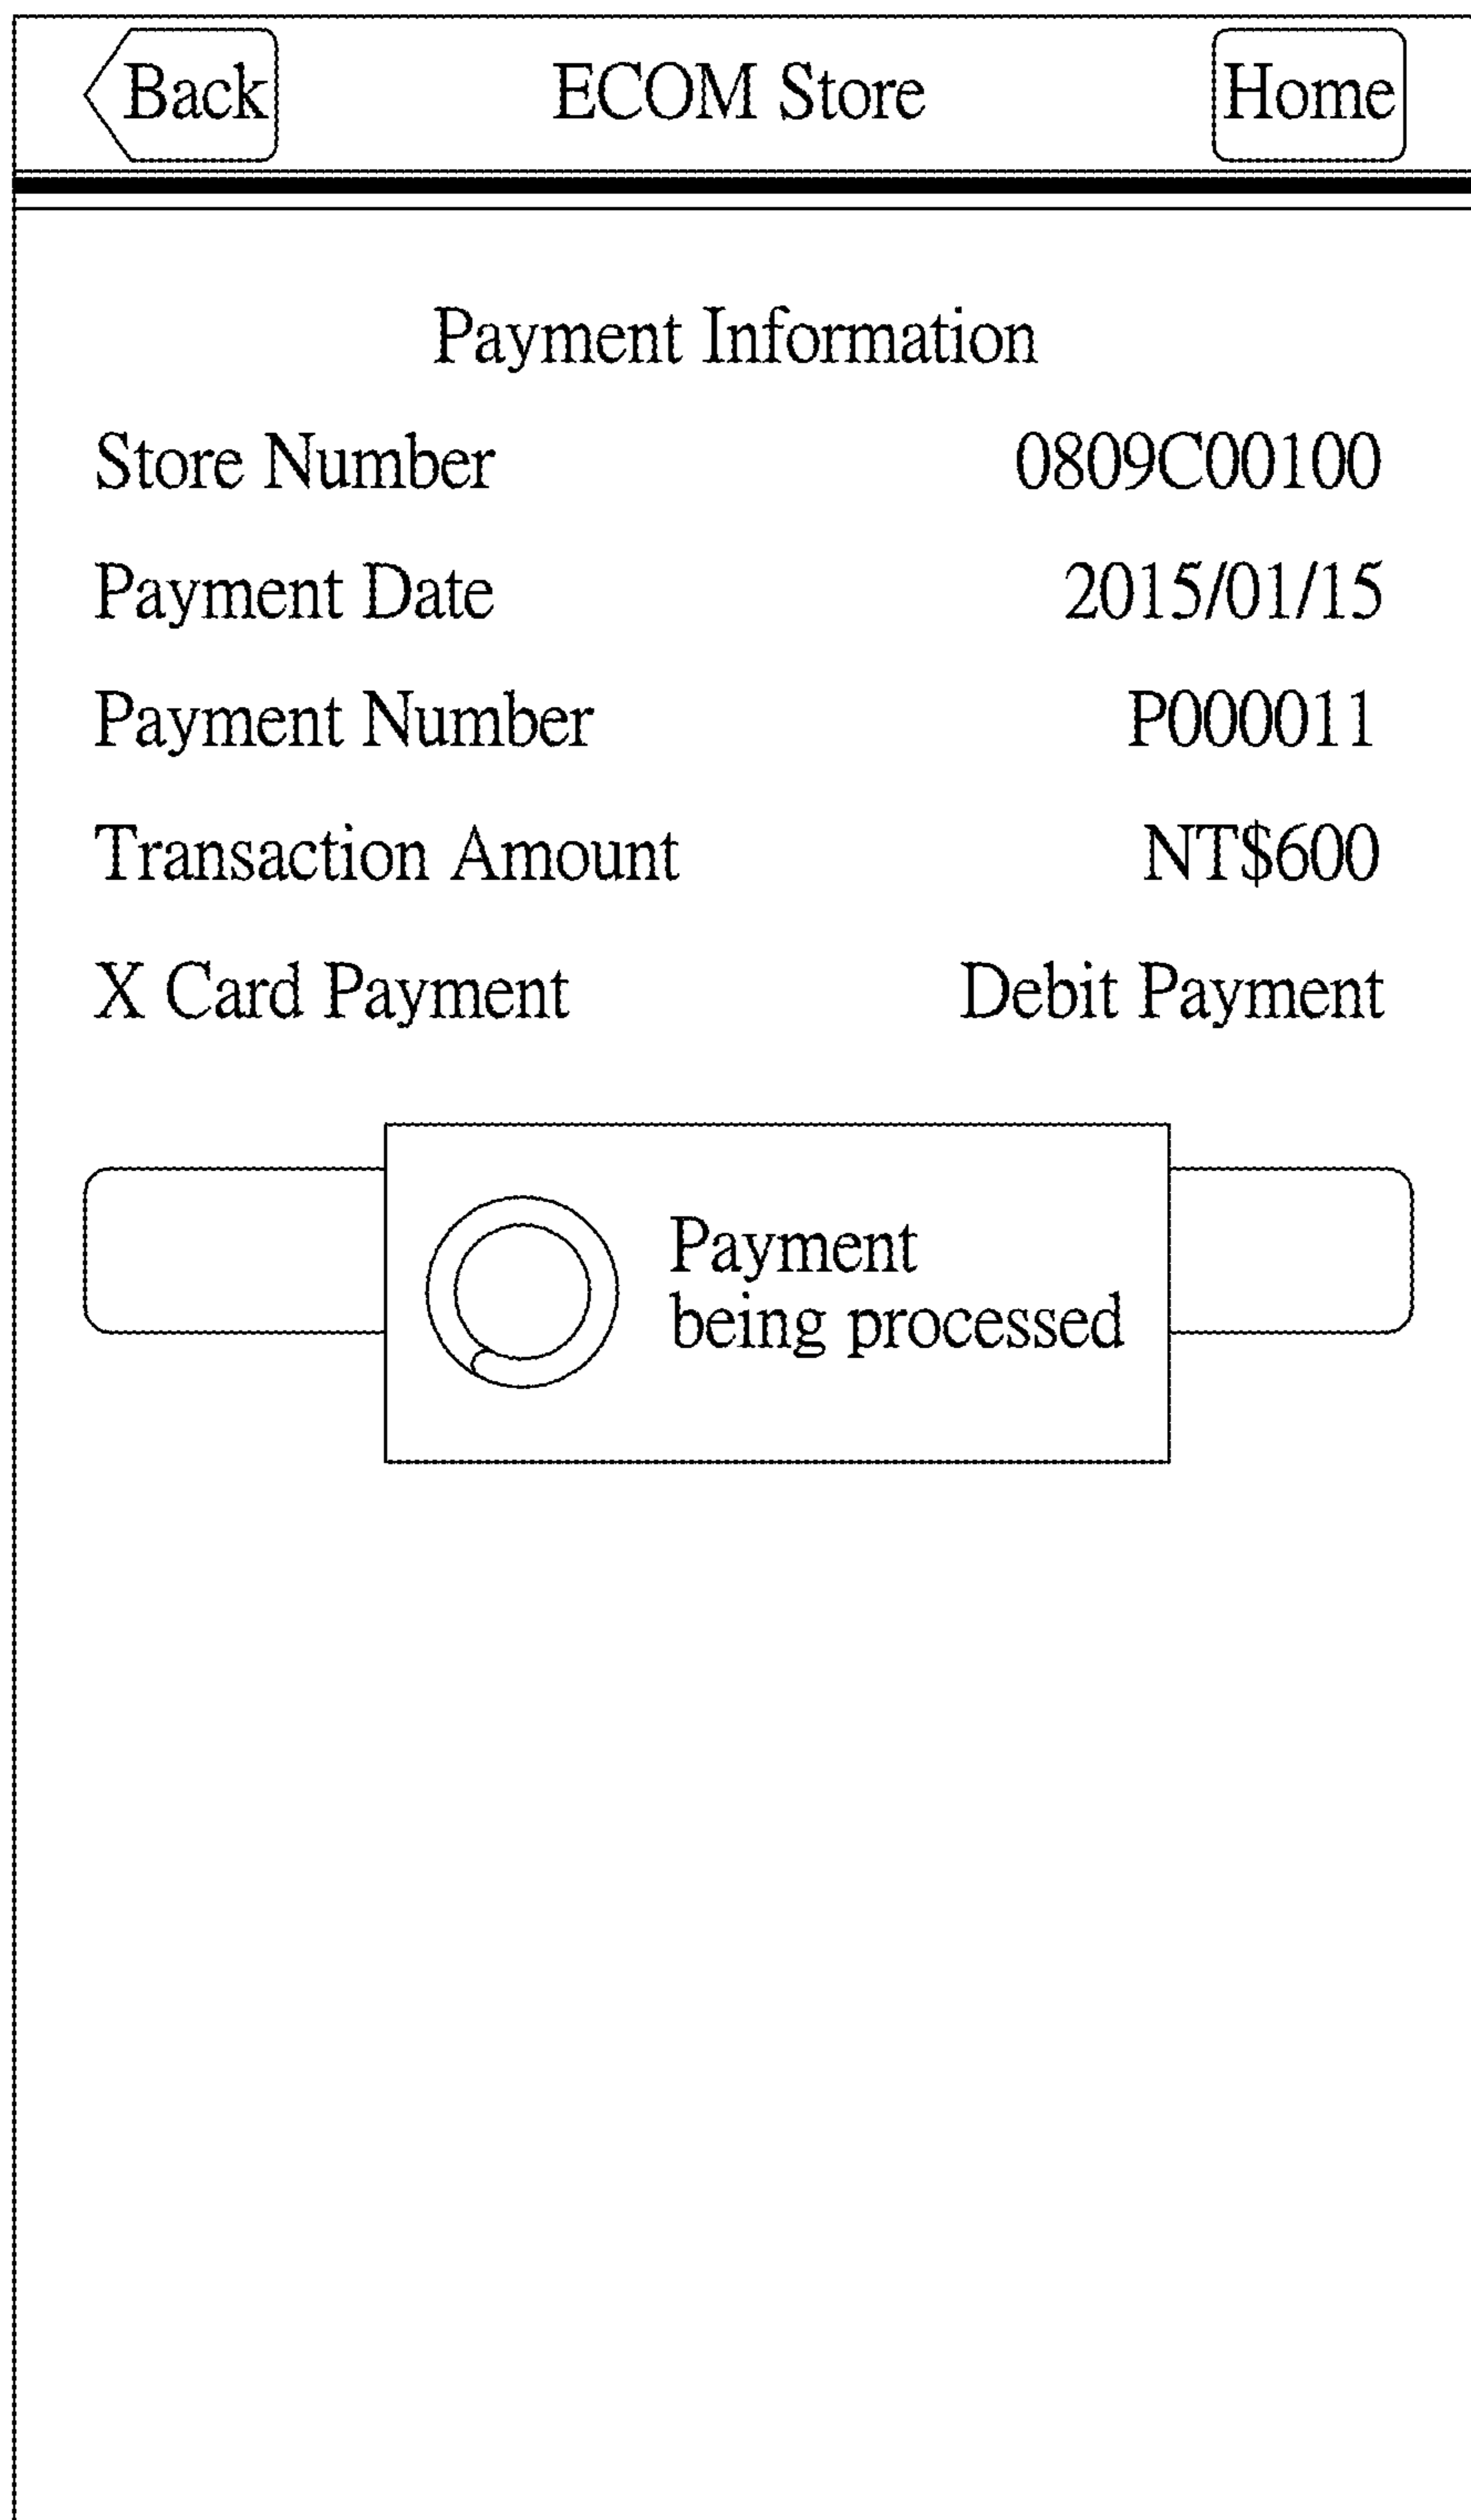 Back ECOM Store Home
Payment Information
Store Number 0809C00100
Payment Date 2015/01/15
Payment Number P000011
Transaction Amount NT$600
X Card Payment Debit Payment
Payment
being processed